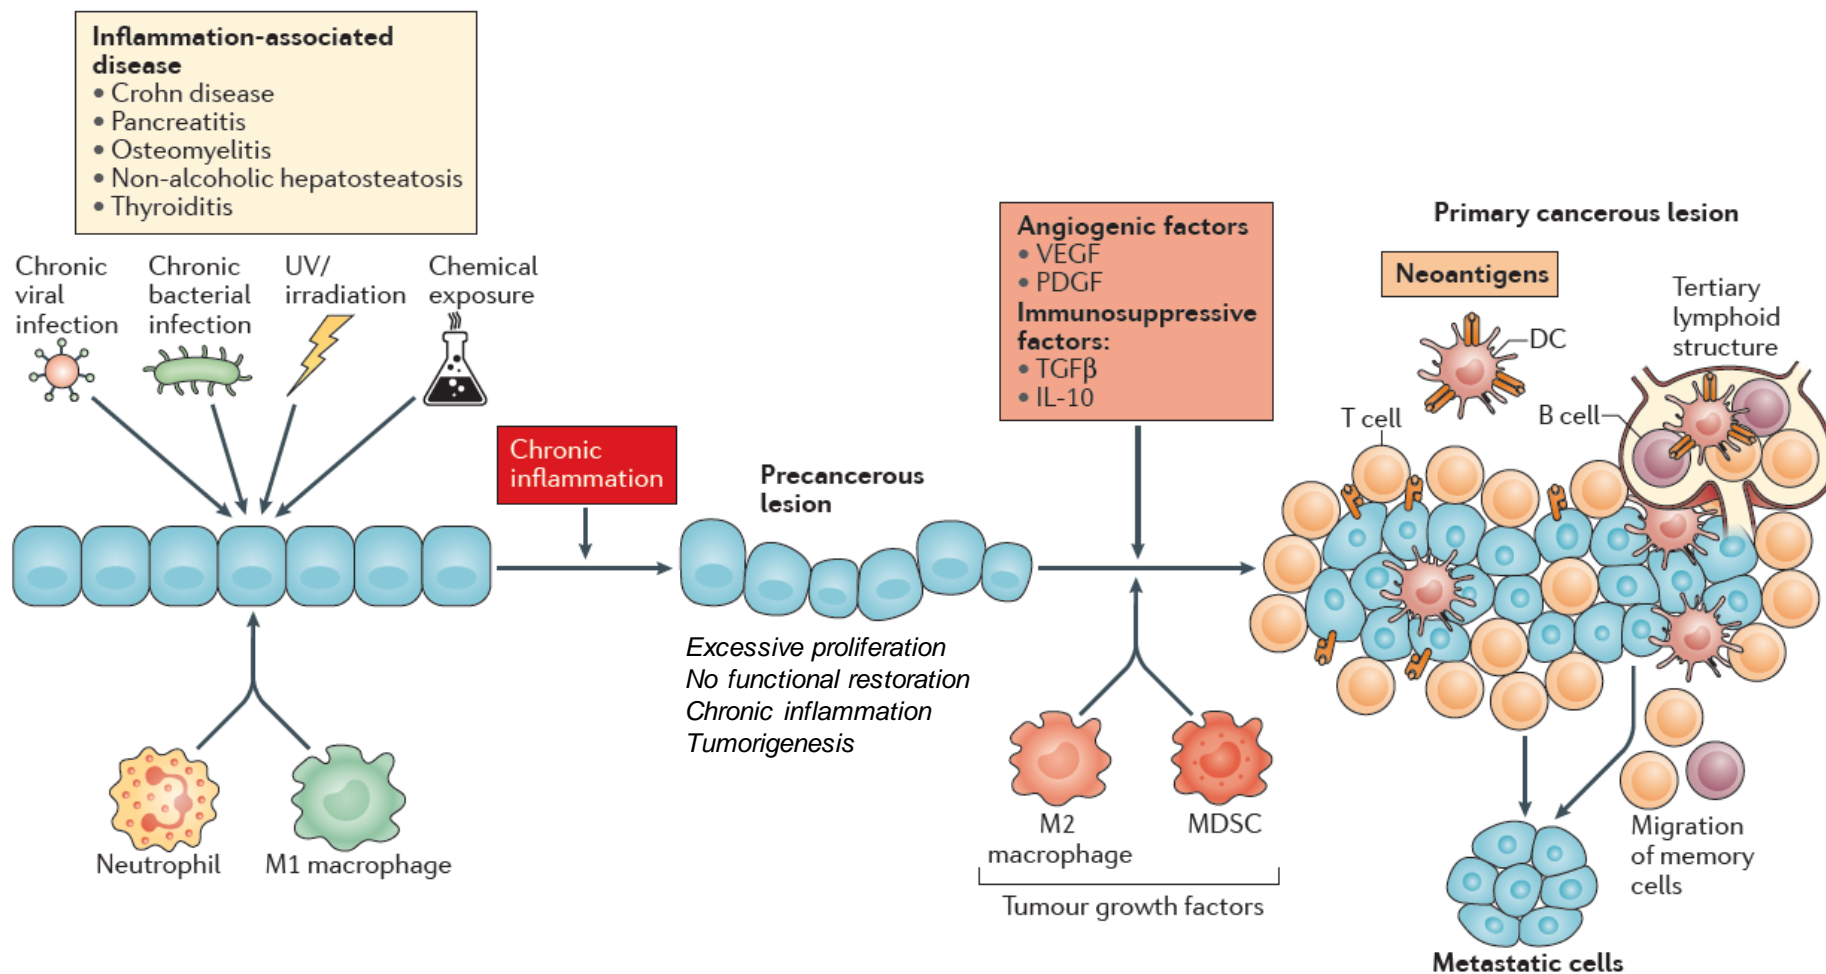 Inflammation-associated
disease
• Crohn disease
• Pancreatitis
• Osteomyelitis
• Non-alcoholic hepatosteatosis
• Thyroiditis
Chronic
viral
infection
Chronic
bacterial
infection
UV/
irradiation
Chemical
exposure
Chronic
inflammation
Neutrophil
M1 macrophage
Precancerous
lesion
Excessive proliferation
No functional restoration
Chronic inflammation
Tumorigenesis
Angiogenic factors
• VEGF
• PDGF
Immunosuppressive
factors:
• TGFβ
• IL-10
M2
macrophage
MDSC
Tumour growth factors
Primary cancerous lesion
Neoantigens
DC
Tertiary
lymphoid
structure
T cell
B cell
Migration
of memory
cells
Metastatic cells